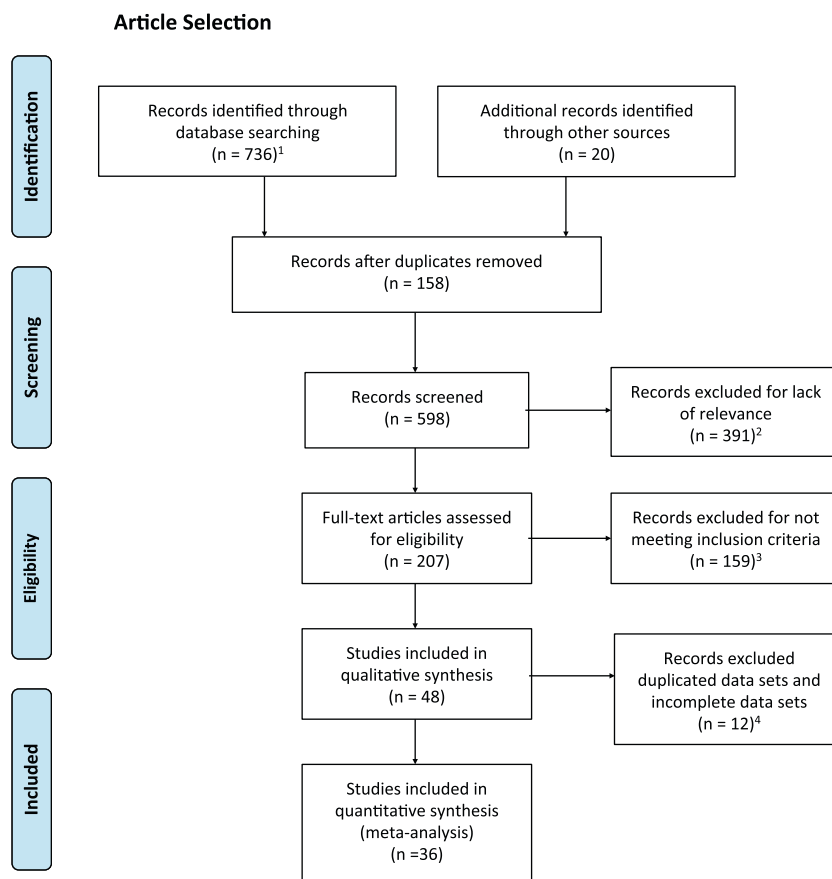 Article Selection
Identification
Records identified through
database searching
(n = 736)1
Additional records identified
through other sources
(n = 20)
Records after duplicates removed
(n = 158)
Screening
Records screened
(n = 598)
Records excluded for lack
of relevance
(n = 391)2
Eligibility
Full-text articles assessed
for eligibility
(n = 207)
Records excluded for not
meeting inclusion criteria
(n = 159)3
Studies included in
qualitative synthesis
(n = 48)
Records excluded
duplicated data sets and
incomplete data sets
(n = 12)4
Included
Studies included in
quantitative synthesis
(meta-analysis)
(n =36)